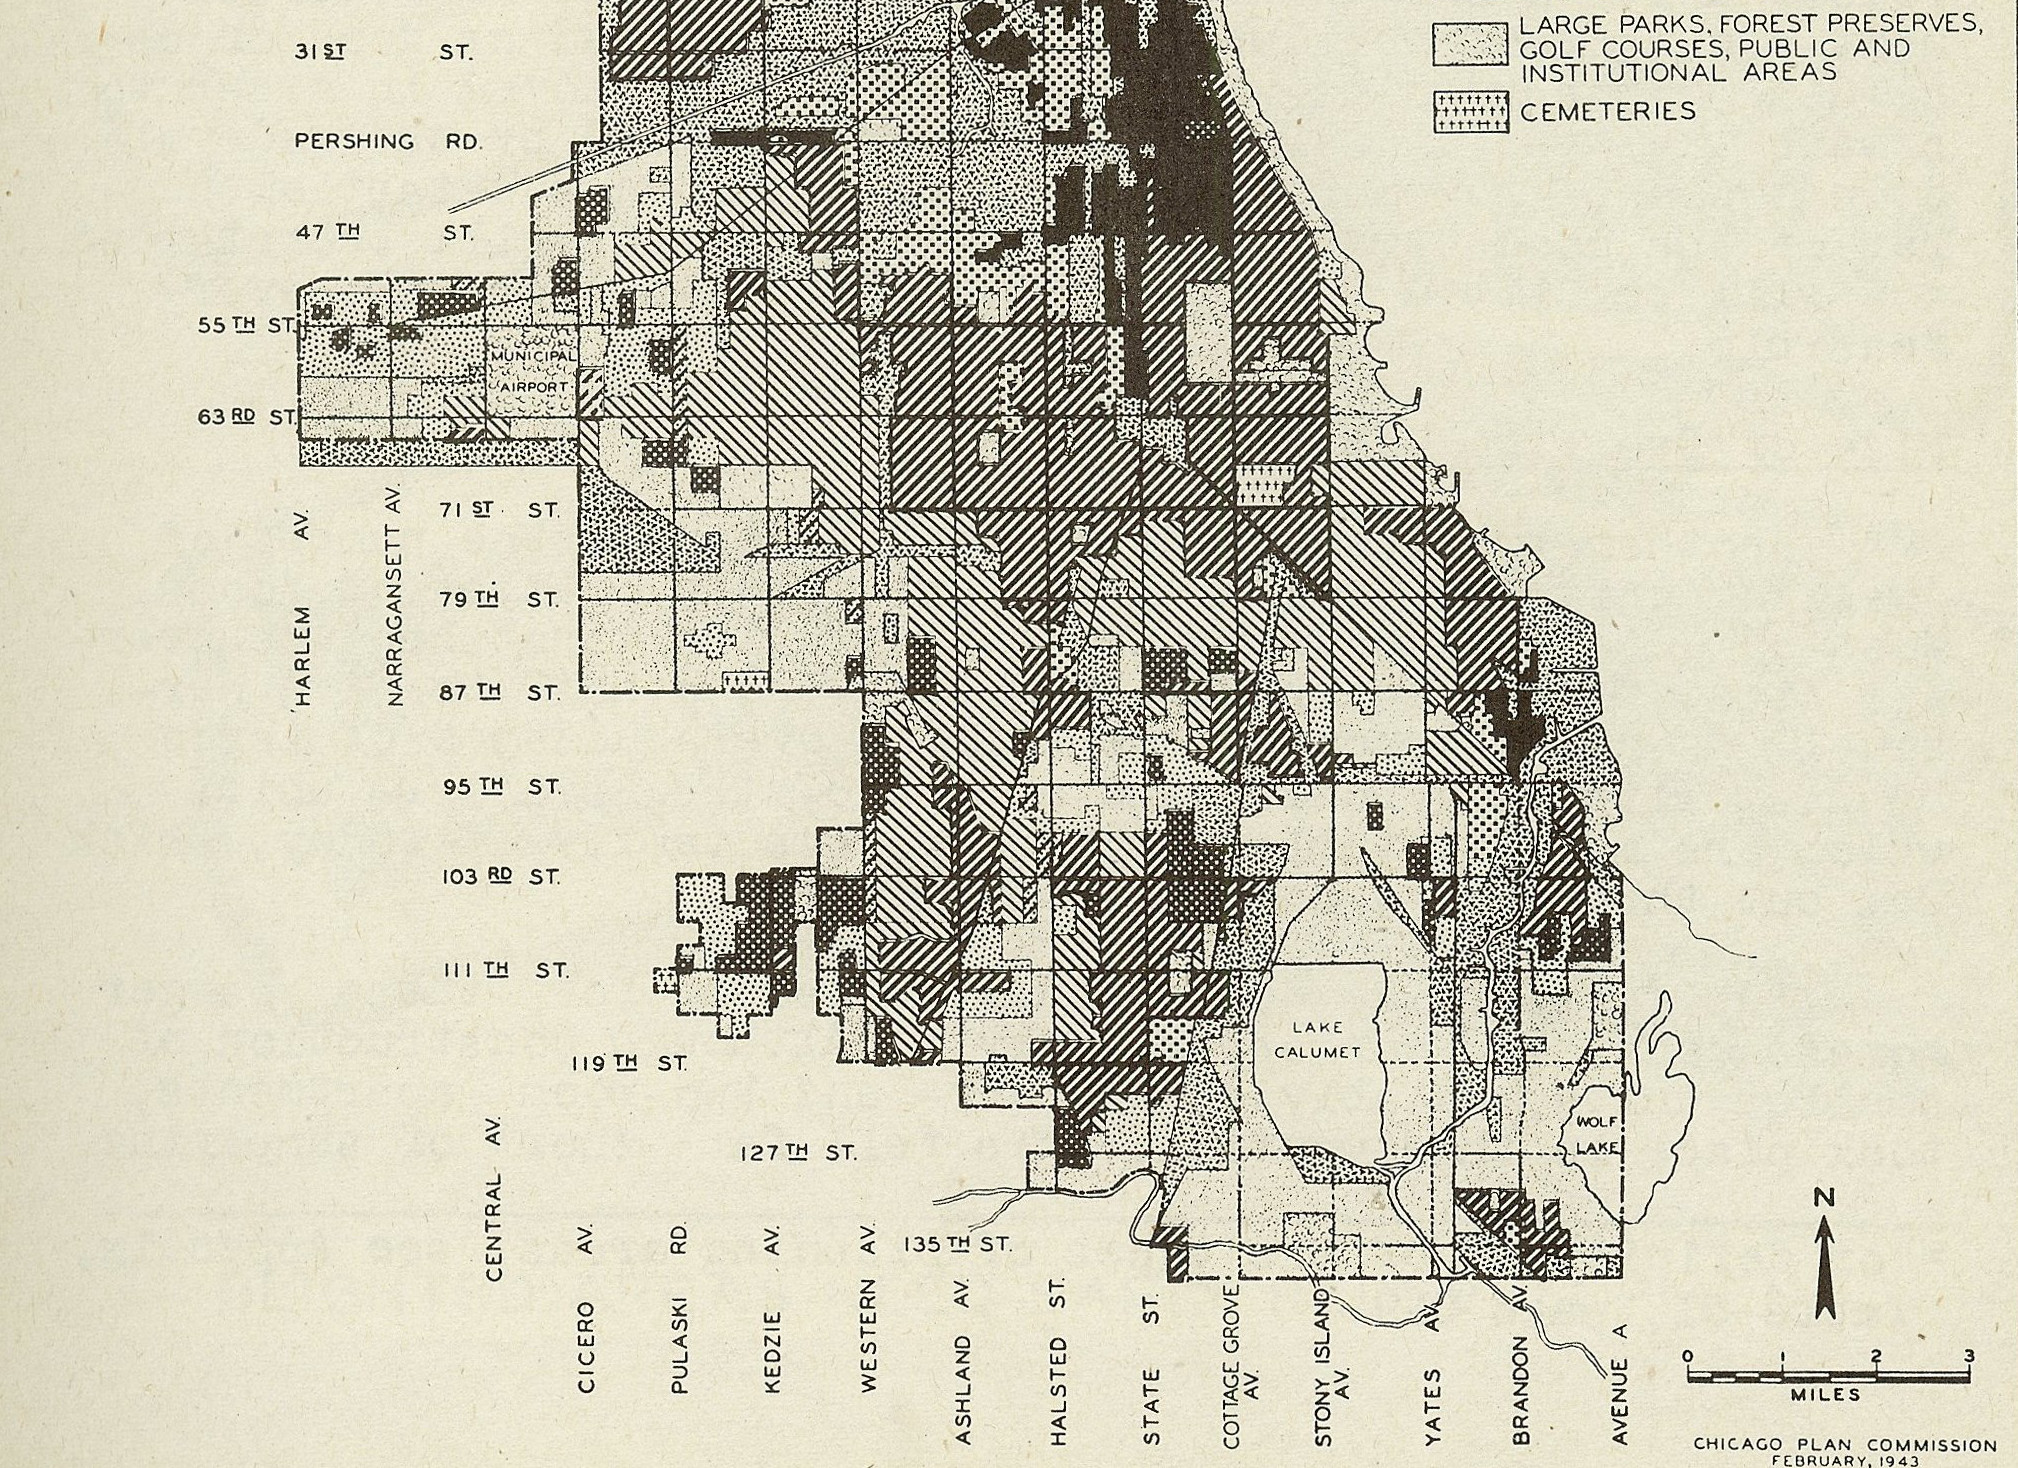 LARGE PARKS, FOREST PRESERVES,
GOLF COURSES, PUBLIC AND
INSTITUTIONAL AREAS
CEMETERIES
31ST ST.
PERSHING RD.
47TH ST.
55TH ST.
63RD ST.
71ST ST.
79TH ST.
87TH ST.
95TH ST.
103RD ST.
111TH ST.
119TH ST.
127TH ST.
135TH ST.
MUNICIPAL
AIRPORT
LAKE
CALUMET
WOLF
LAKE
HARLEM AV.
NARRAGANSETT AV.
CENTRAL AV.
CICERO AV.
PULASKI RD.
KEDZIE AV.
WESTERN AV.
ASHLAND AV.
HALSTED ST.
STATE ST.
COTTAGE GROVE
AV.
STONY ISLAND
AV.
YATES AV.
BRANDON AV.
AVENUE A
N
0 1 2 3
MILES
CHICAGO PLAN COMMISSION
FEBRUARY, 1943